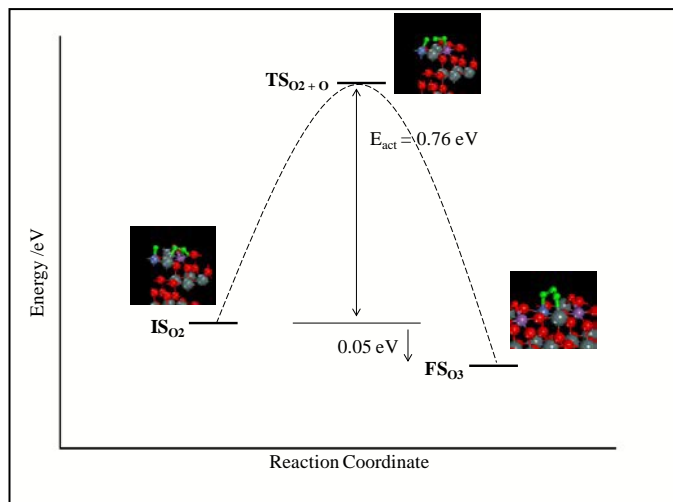 TSO2 + O
Eact = 0.76 eV
Energy /eV
ISO2
0.05 eV
FSO3
Reaction Coordinate